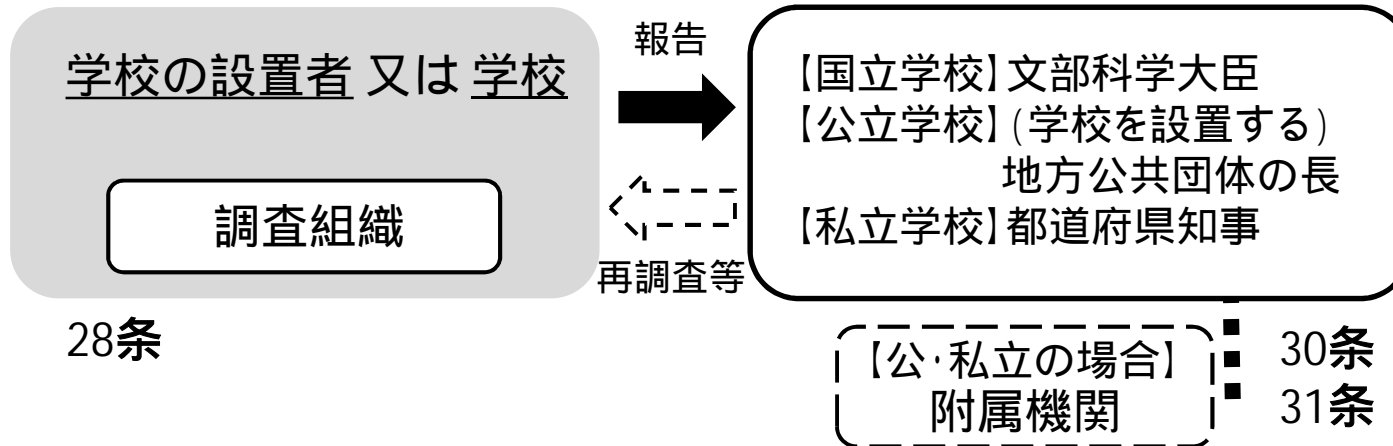 学校の設置者 又は 学校
調査組織
28条
報告
再調査等
【国立学校】文部科学大臣
【公立学校】(学校を設置する)
地方公共団体の長
【私立学校】都道府県知事
【公・私立の場合】
附属機関
30条
31条